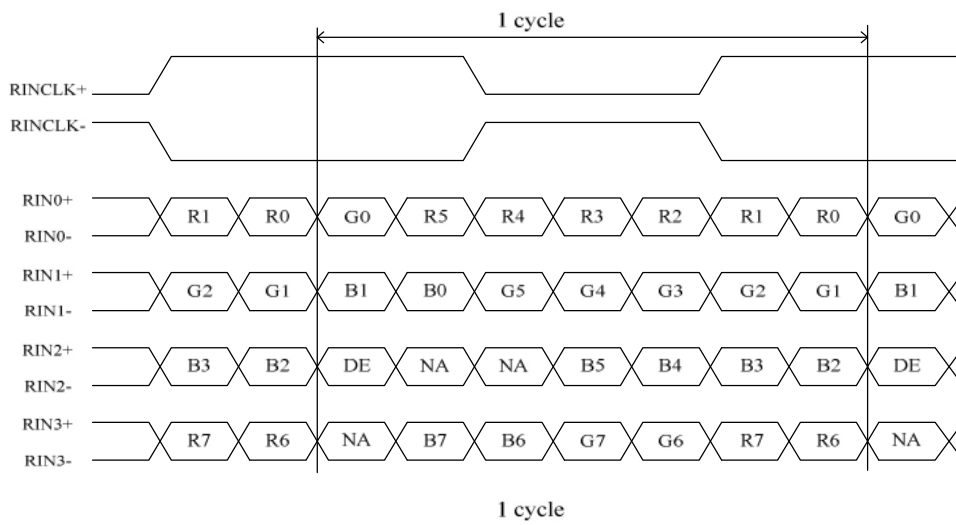 1 cycle
RINCLK+
RINCLK-
RIN0+
R1 R0 G0 R5 R4 R3 R2 R1 R0 G0
RIN0-
RIN1+
G2 G1 B1 B0 G5 G4 G3 G2 G1 B1
RIN1-
RIN2+
B3 B2 DE NA NA B5 B4 B3 B2 DE
RIN2-
RIN3+
R7 R6 NA B7 B6 G7 G6 R7 R6 NA
RIN3-
1 cycle